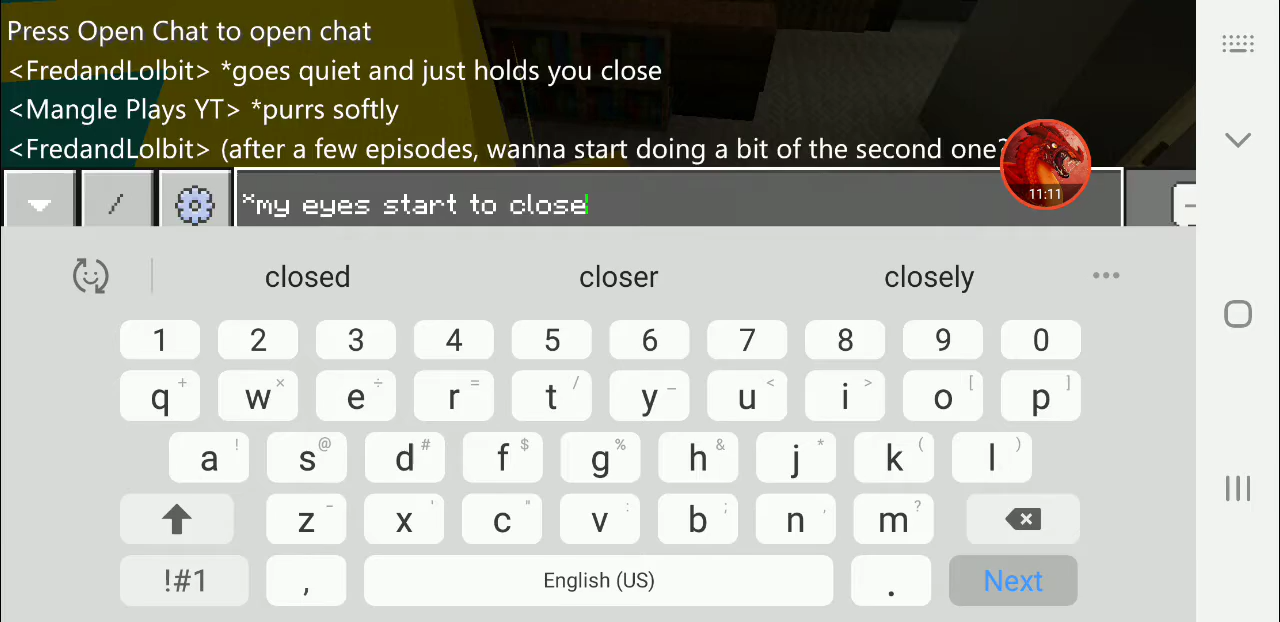 Press Open Chat to open chat
<FredandLolbit> *goes quiet and just holds you close
<Mangle Plays YT> *purrs softly
<FredandLolbit> (after a few episodes, wanna start doing a bit of the second one?
/ *my eyes start to close
11:11
closed closer closely •••
1 2 3 4 5 6 7 8 9 0
q + w × e ÷ r = t / y _ u < i > o [ p ]
a ! s @ d # f $ g % h & j * k ( l )
z - x ' c " v : b ; n , m ?
!#1 , English (US) . Next